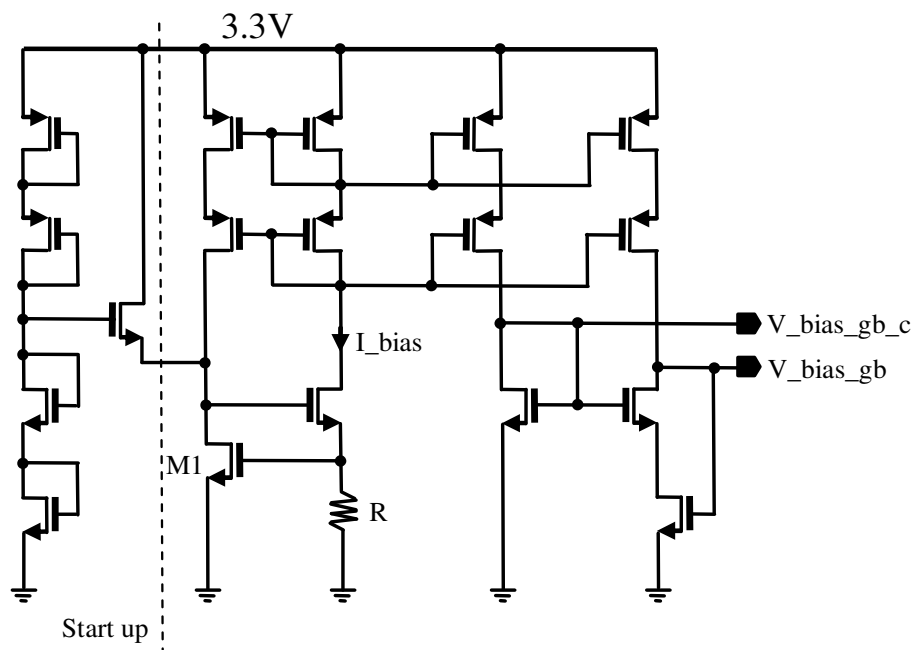 3.3V
V_bias_gb_c
I_bias
V_bias_gb
M1
R
Start up